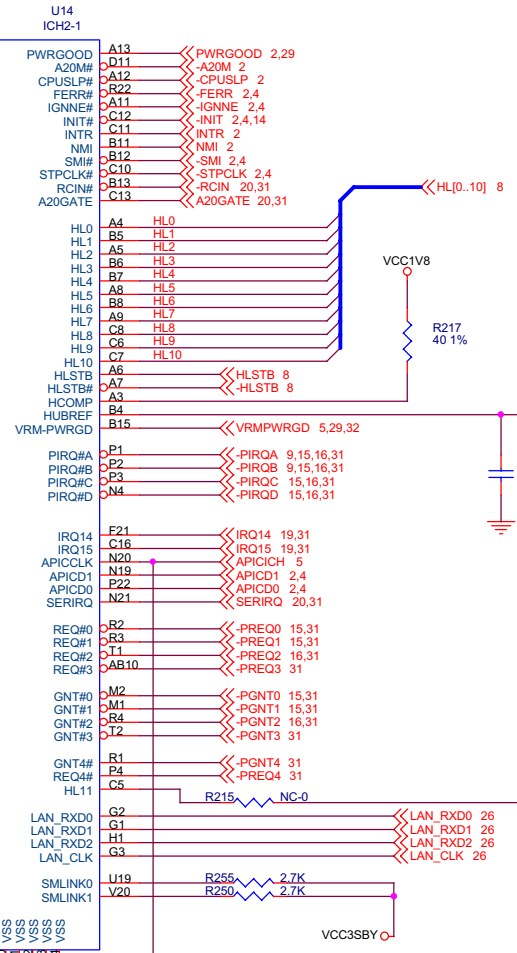 U14
ICH2-1
PWRGOOD A13 PWRGOOD 2,29
A20M# D11 -A20M 2
CPUSLP# A12 -CPUSLP 2
FERR# R22 -FERR 2,4
IGNNE# A11 -IGNNE 2,4
INIT# C12 -INIT 2,4,14
INTR C11 INTR 2
NMI B11 NMI 2
SMI# B12 -SMI 2,4
STPCLK# C10 -STPCLK 2,4
RCIN# B13 -RCIN 20,31
A20GATE C13 A20GATE 20,31
HL[0..10] 8
HL0 A4 HL0
HL1 B5 HL1
HL2 A5 HL2
HL3 B6 HL3
HL4 B7 HL4
HL5 A8 HL5
HL6 B8 HL6
HL7 A9 HL7
HL8 C8 HL8
HL9 C6 HL9
HL10 C7 HL10
VCC1V8
R217
40 1%
HLSTB A6 HLSTB 8
HLSTB# A7 -HLSTB 8
HCOMP A3
HUBREF B4
VRM-PWRGD B15 VRMPWRGD 5,29,32
PIRQ#A P1 -PIRQA 9,15,16,31
PIRQ#B P2 -PIRQB 9,15,16,31
PIRQ#C P3 -PIRQC 15,16,31
PIRQ#D N4 -PIRQD 15,16,31
IRQ14 F21 IRQ14 19,31
IRQ15 C16 IRQ15 19,31
APICCLK N20 APICICH 5
APICD1 N19 APICD1 2,4
APICD0 P22 APICD0 2,4
SERIRQ N21 SERIRQ 20,31
REQ#0 R2 -PREQ0 15,31
REQ#1 R3 -PREQ1 15,31
REQ#2 T1 -PREQ2 16,31
REQ#3 AB10 -PREQ3 31
GNT#0 M2 -PGNT0 15,31
GNT#1 M1 -PGNT1 15,31
GNT#2 R4 -PGNT2 16,31
GNT#3 T2 -PGNT3 31
GNT4# R1 -PGNT4 31
REQ4# P4 -PREQ4 31
HL11 C5
R215 NC-0
LAN_RXD0 G2 LAN_RXD0 26
LAN_RXD1 G1 LAN_RXD1 26
LAN_RXD2 H1 LAN_RXD2 26
LAN_CLK G3 LAN_CLK 26
SMLINK0 U19 R255 2.7K
SMLINK1 V20 R250 2.7K
VCC3SBY
VSS
VSS
VSS
VSS
VSS